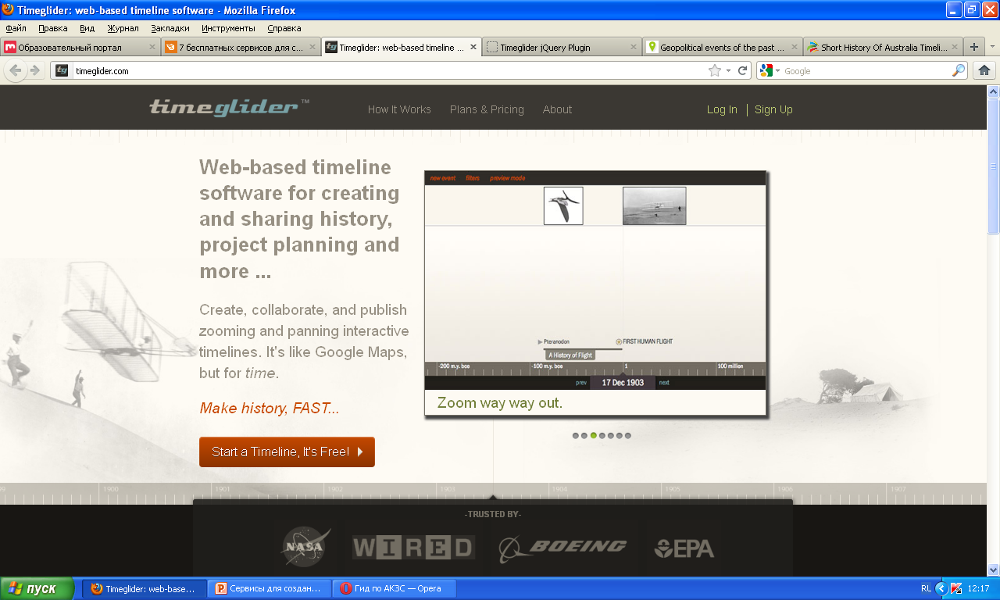 Timeglider: web-based timeline software - Mozilla Firefox
Файл Правка Вид Журнал Закладки Инструменты Справка
Образовательный портал
7 бесплатных сервисов для с...
tg Timeglider: web-based timeline ...
Timeglider jQuery Plugin
Geopolitical events of the past ...
Short History Of Australia Timeli...
tg timeglider.com
Google
timeglider™
How It Works Plans & Pricing About
Log In | Sign Up
Web-based timeline
software for creating
and sharing history,
project planning and
more ...
Create, collaborate, and publish
zooming and panning interactive
timelines. It's like Google Maps,
but for time.
Make history, FAST...
Start a Timeline, It's Free!
new event filters preview mode
Pteranodon
FIRST HUMAN FLIGHT
A History of Flight
-200 m.y. bce -100 m.y. bce 1 100 million
prev 17 Dec 1903 next
Zoom way way out.
1900 1901 1902 1903 1904 1905 1906 1907
-TRUSTED BY-
NASA WIRED BOEING EPA
пуск
Timeglider: web-base...
Сервисы для создан...
Гид по АКЗС — Opera
RL
12:17